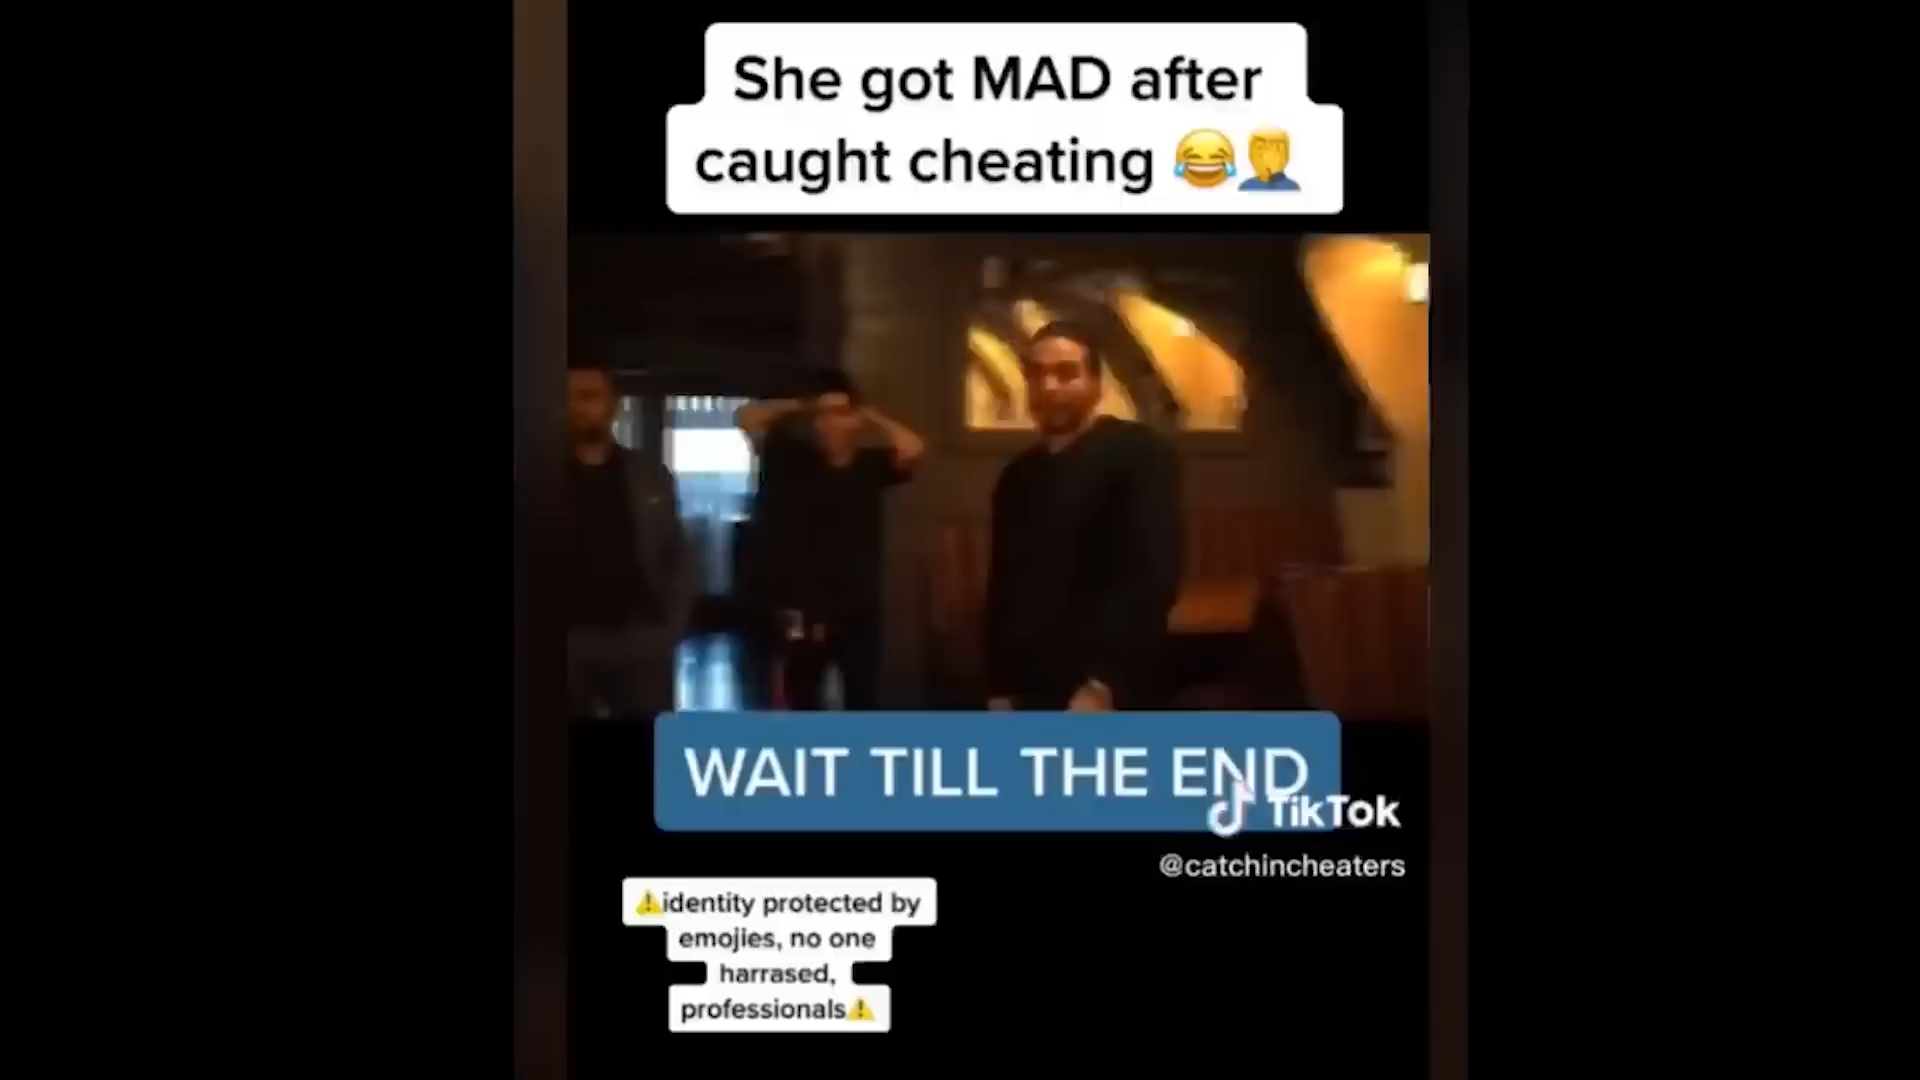 She got MAD after
caught cheating 😂🤦‍♂️
WAIT TILL THE END
TikTok
@catchincheaters
⚠️identity protected by
emojies, no one
harrased,
professionals⚠️